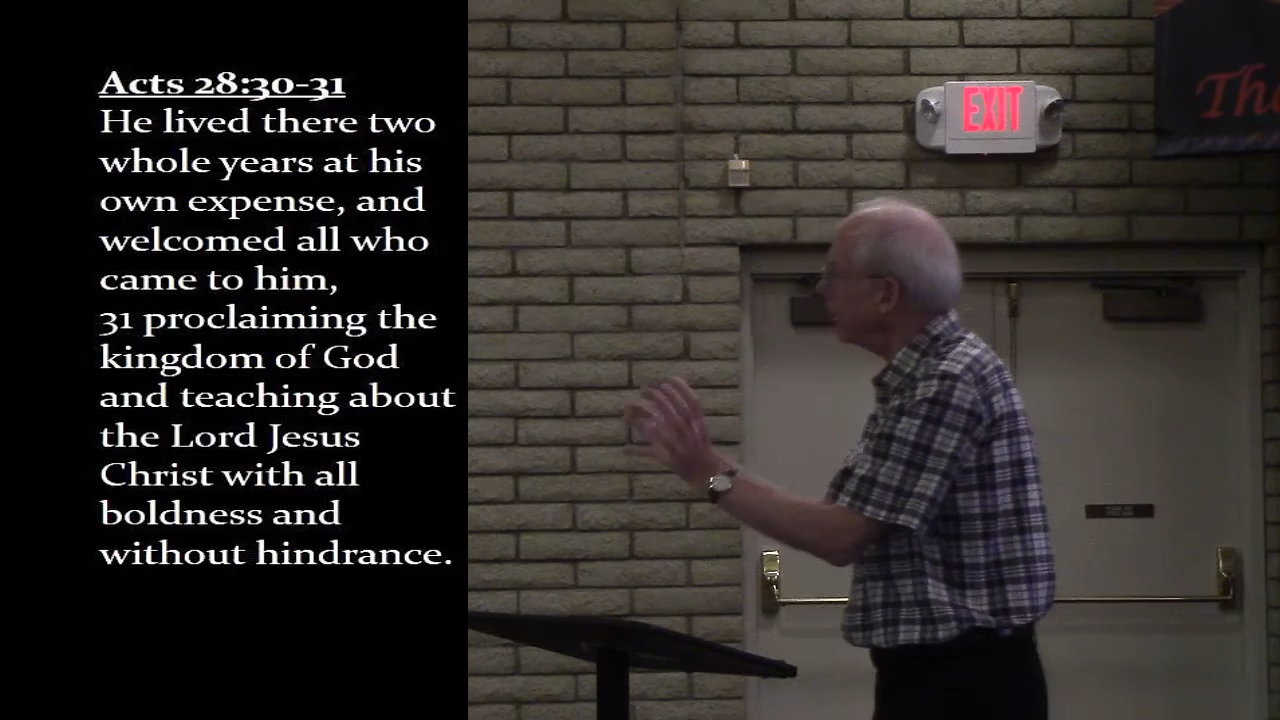 Acts 28:30-31
He lived there two
whole years at his
own expense, and
welcomed all who
came to him,
31 proclaiming the
kingdom of God
and teaching about
the Lord Jesus
Christ with all
boldness and
without hindrance.
EXIT